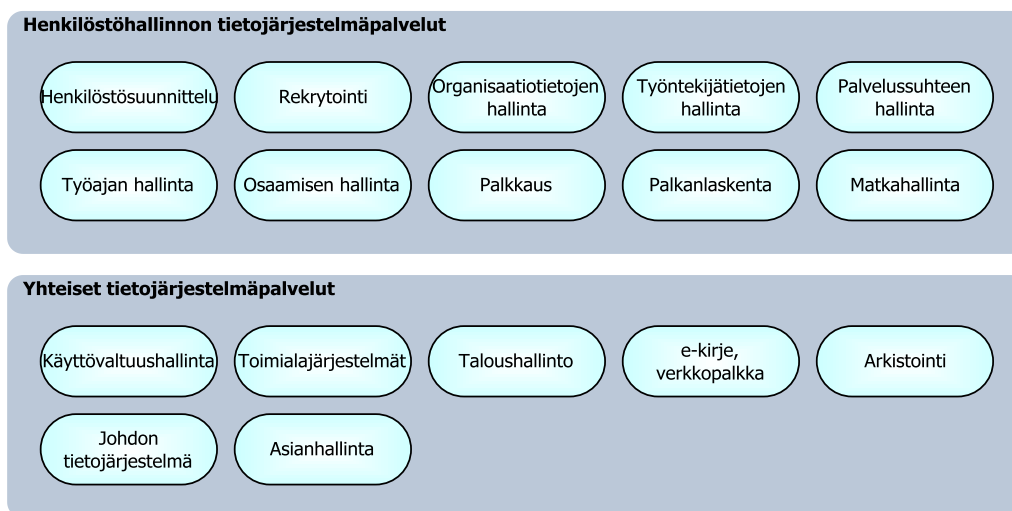 Henkilöstöhallinnon tietojärjestelmäpalvelut
Henkilöstösuunnittelu
Rekrytointi
Organisaatiotietojen
hallinta
Työntekijätietojen
hallinta
Palvelussuhteen
hallinta
Työajan hallinta
Osaamisen hallinta
Palkkaus
Palkanlaskenta
Matkahallinta
Yhteiset tietojärjestelmäpalvelut
Käyttövaltuushallinta
Toimialajärjestelmät
Taloushallinto
e-kirje,
verkkopalkka
Arkistointi
Johdon
tietojärjestelmä
Asianhallinta